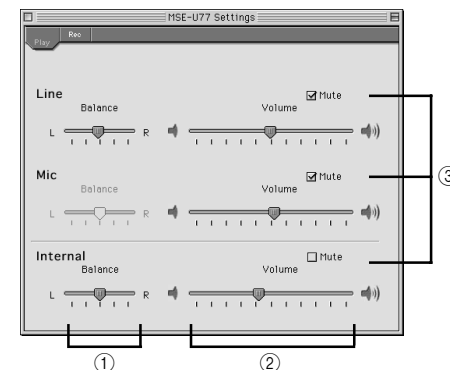 MSE-U77 Settings
Play Rec
Line
Mute
Balance Volume
L R
③
Mic
Mute
Balance Volume
L R
Internal
Mute
Balance Volume
L R
① ②